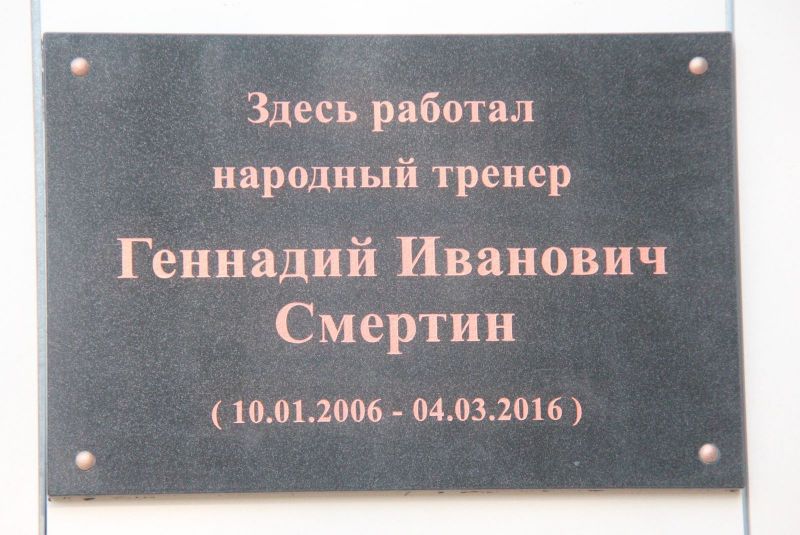 Здесь работал
народный тренер
Геннадий Иванович
Смертин
( 10.01.2006 - 04.03.2016 )